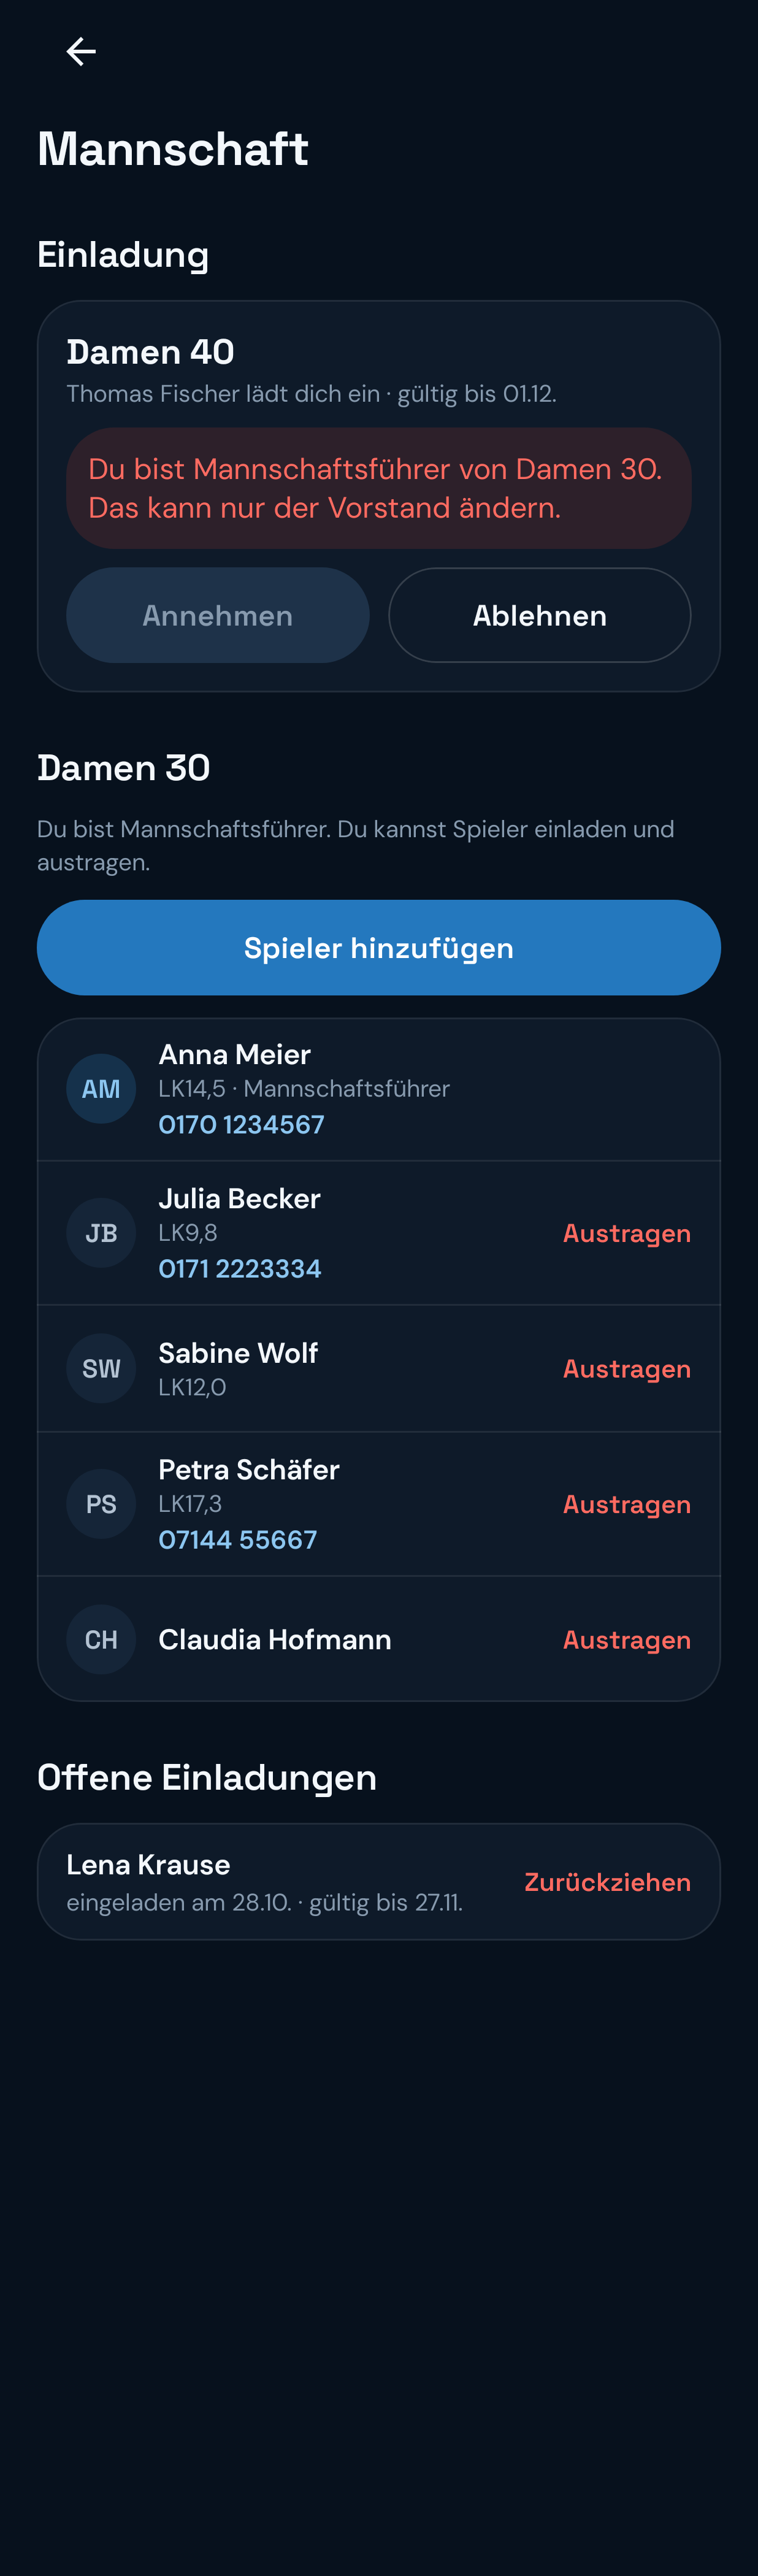 Mannschaft
Einladung
Damen 40
Thomas Fischer lädt dich ein · gültig bis 01.12.
Du bist Mannschaftsführer von Damen 30.
Das kann nur der Vorstand ändern.
Annehmen
Ablehnen
Damen 30
Du bist Mannschaftsführer. Du kannst Spieler einladen und
austragen.
Spieler hinzufügen
AM
Anna Meier
LK14,5 · Mannschaftsführer
0170 1234567
JB
Julia Becker
LK9,8
0171 2223334
Austragen
SW
Sabine Wolf
LK12,0
Austragen
PS
Petra Schäfer
LK17,3
07144 55667
Austragen
CH
Claudia Hofmann
Austragen
Offene Einladungen
Lena Krause
eingeladen am 28.10. · gültig bis 27.11.
Zurückziehen